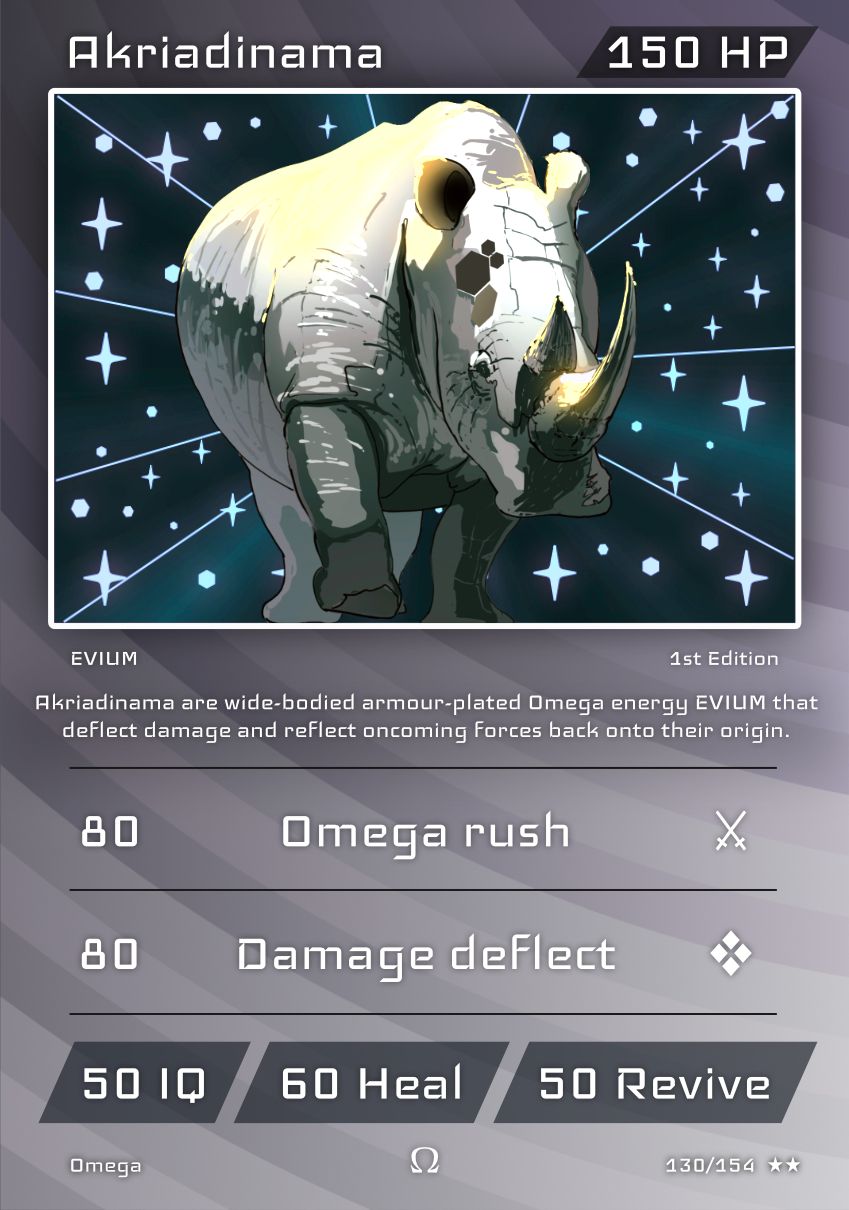 Akriadinama
150 HP
EVIUM
1st Edition
Akriadinama are wide-bodied armour-plated Omega energy EVIUM that
deflect damage and reflect oncoming forces back onto their origin.
80 Omega rush
80 Damage deflect
50 IQ
60 Heal
50 Revive
Omega
Ω
130/154 ★★